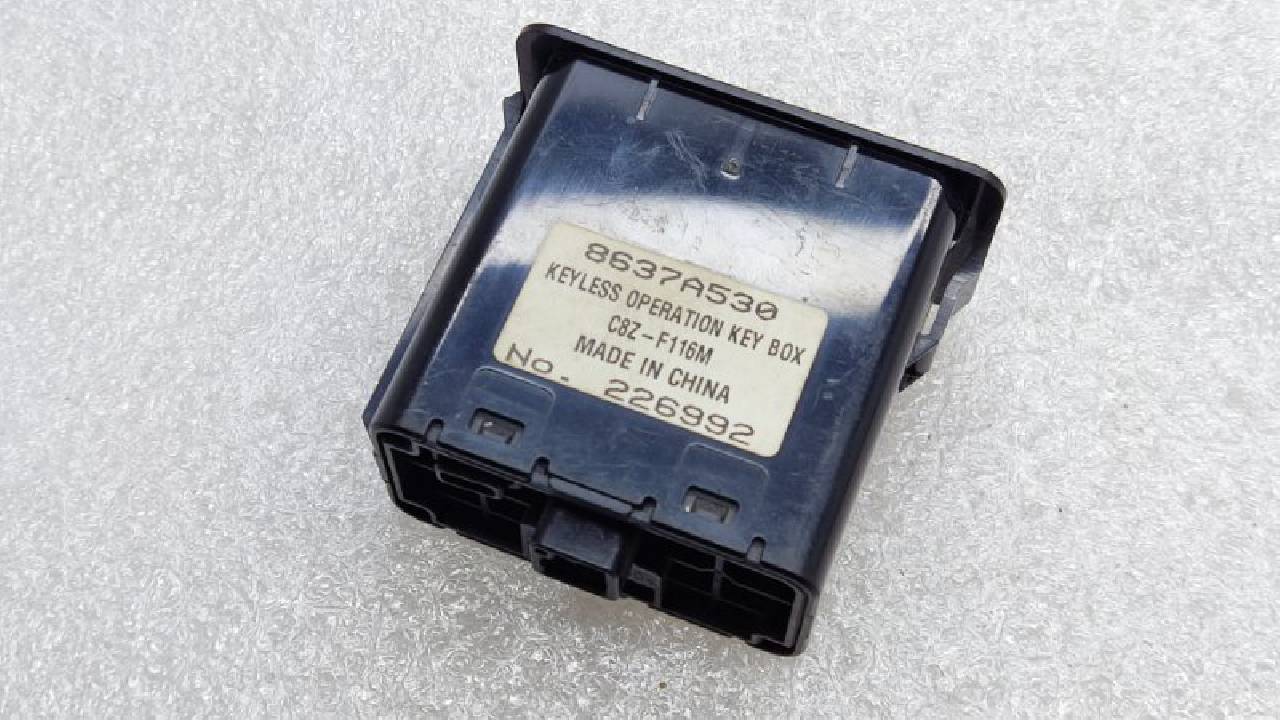 8637A530
KEYLESS OPERATION KEY BOX
C8Z-F116M
MADE IN CHINA
No. 226992